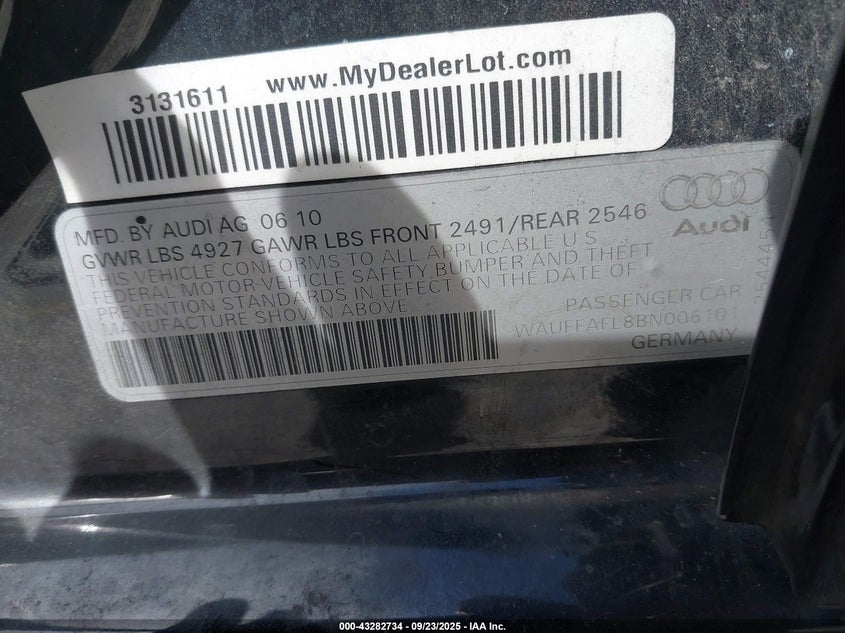 www.MyDealerLot.com
3131611
MFD. BY AUDI AG 06 10
GVWR LBS 4927 GAWR LBS FRONT 2491/REAR 2546
THIS VEHICLE CONFORMS TO ALL APPLICABLE U S
FEDERAL MOTOR-VEHICLE SAFETY, BUMPER AND THEFT
PREVENTION STANDARDS IN EFFECT ON THE DATE OF
MANUFACTURE SHOWN ABOVE
Audi
PASSENGER CAR
WAUFFAFL8BN006101
GERMANY
000-43282734 - 09/23/2025 - IAA Inc.